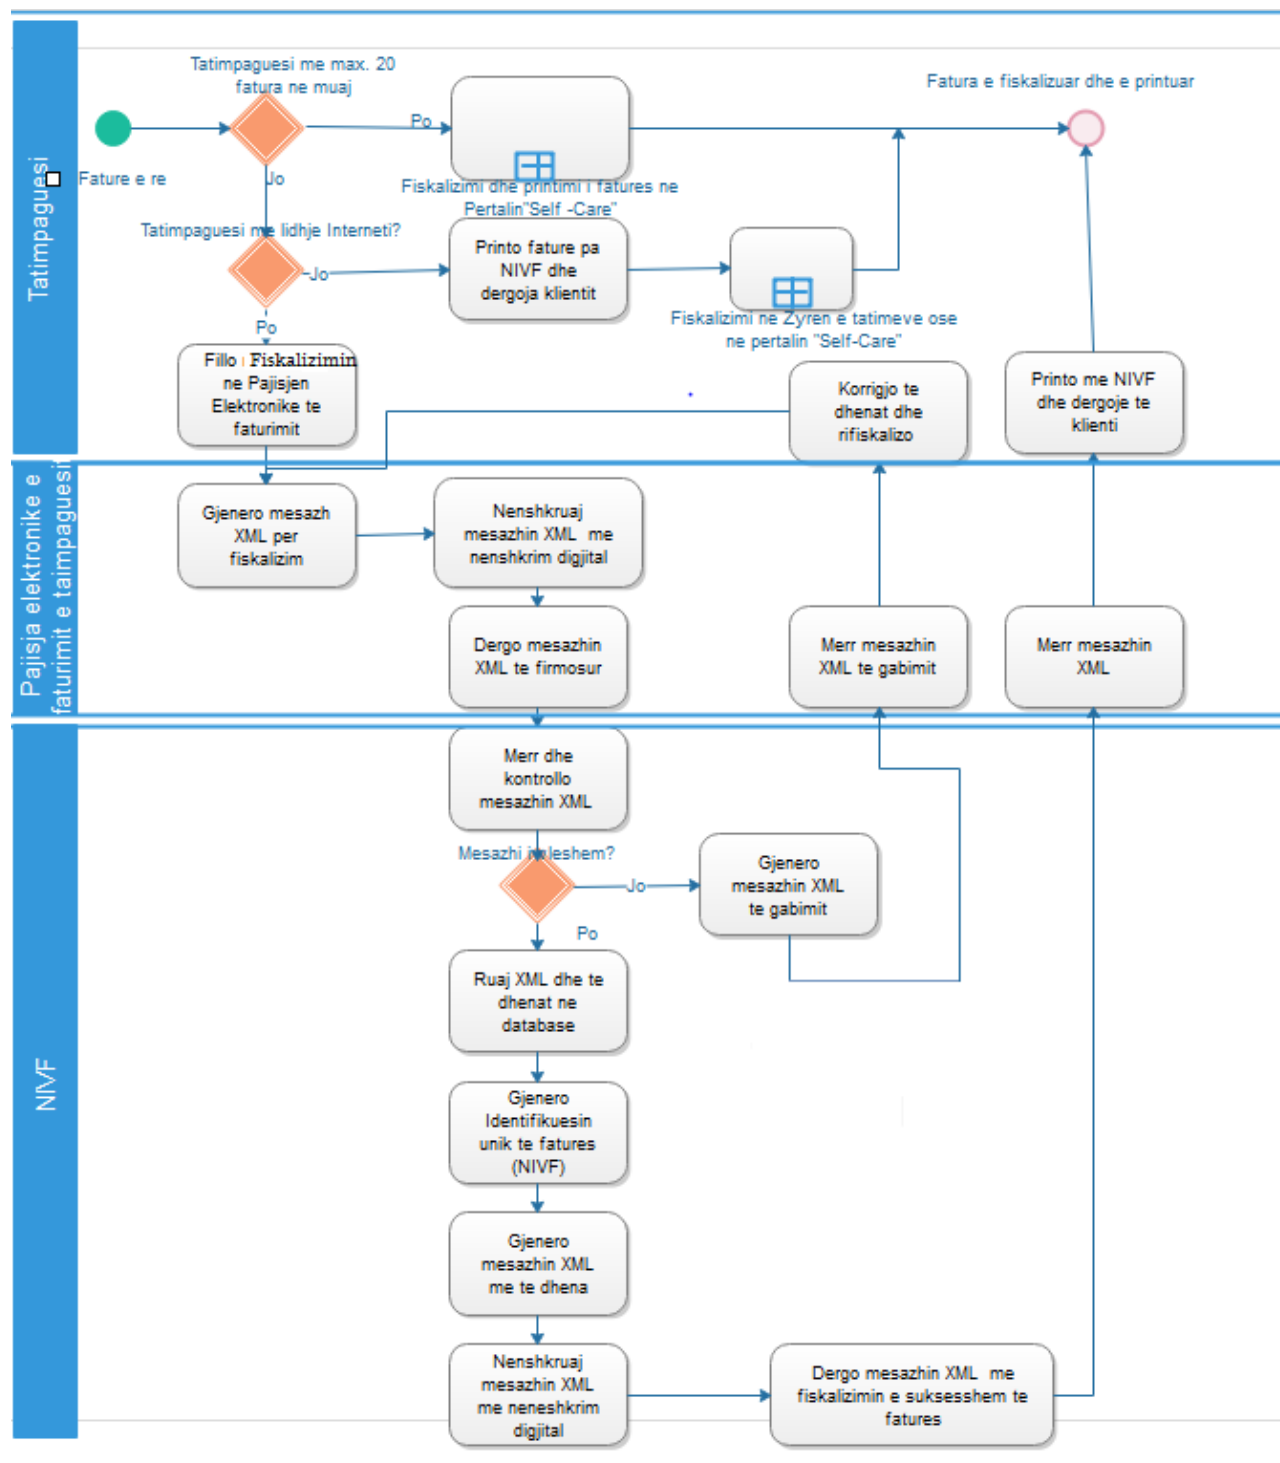 Tatimpaguesi
Tatimpaguesi me max. 20
fatura ne muaj
Fatura e fiskalizuar dhe e printuar
Po
Fature e re
Jo
Fiskalizimi dhe printimi i fatures ne
Pertalin"Self -Care"
Tatimpaguesi me lidhje Interneti?
Jo
Printo fature pa
NIVF dhe
dergoja klientit
Fiskalizimi ne Zyren e tatimeve ose
ne pertalin "Self-Care"
Po
Fillo Fiskalizimin
ne Pajisjen
Elektronike te
faturimit
Korrigjo te
dhenat dhe
rifiskalizo
Printo me NIVF
dhe dergoje te
klienti
Pajisja elektronike e
faturimit e taimpaguesit
Gjenero mesazh
XML per
fiskalizim
Nenshkruaj
mesazhin XML me
nenshkrim digjital
Dergo mesazhin
XML te firmosur
Merr mesazhin
XML te gabimit
Merr mesazhin
XML
NIVF
Merr dhe
kontrollo
mesazhin XML
Mesazhi i vleshem?
Jo
Gjenero
mesazhin XML
te gabimit
Po
Ruaj XML dhe te
dhenat ne
database
Gjenero
Identifikuesin
unik te fatures
(NIVF)
Gjenero
mesazhin XML
me te dhena
Nenshkruaj
mesazhin XML
me neneshkrim
digjital
Dergo mesazhin XML me
fiskalizimin e suksesshem te
fatures